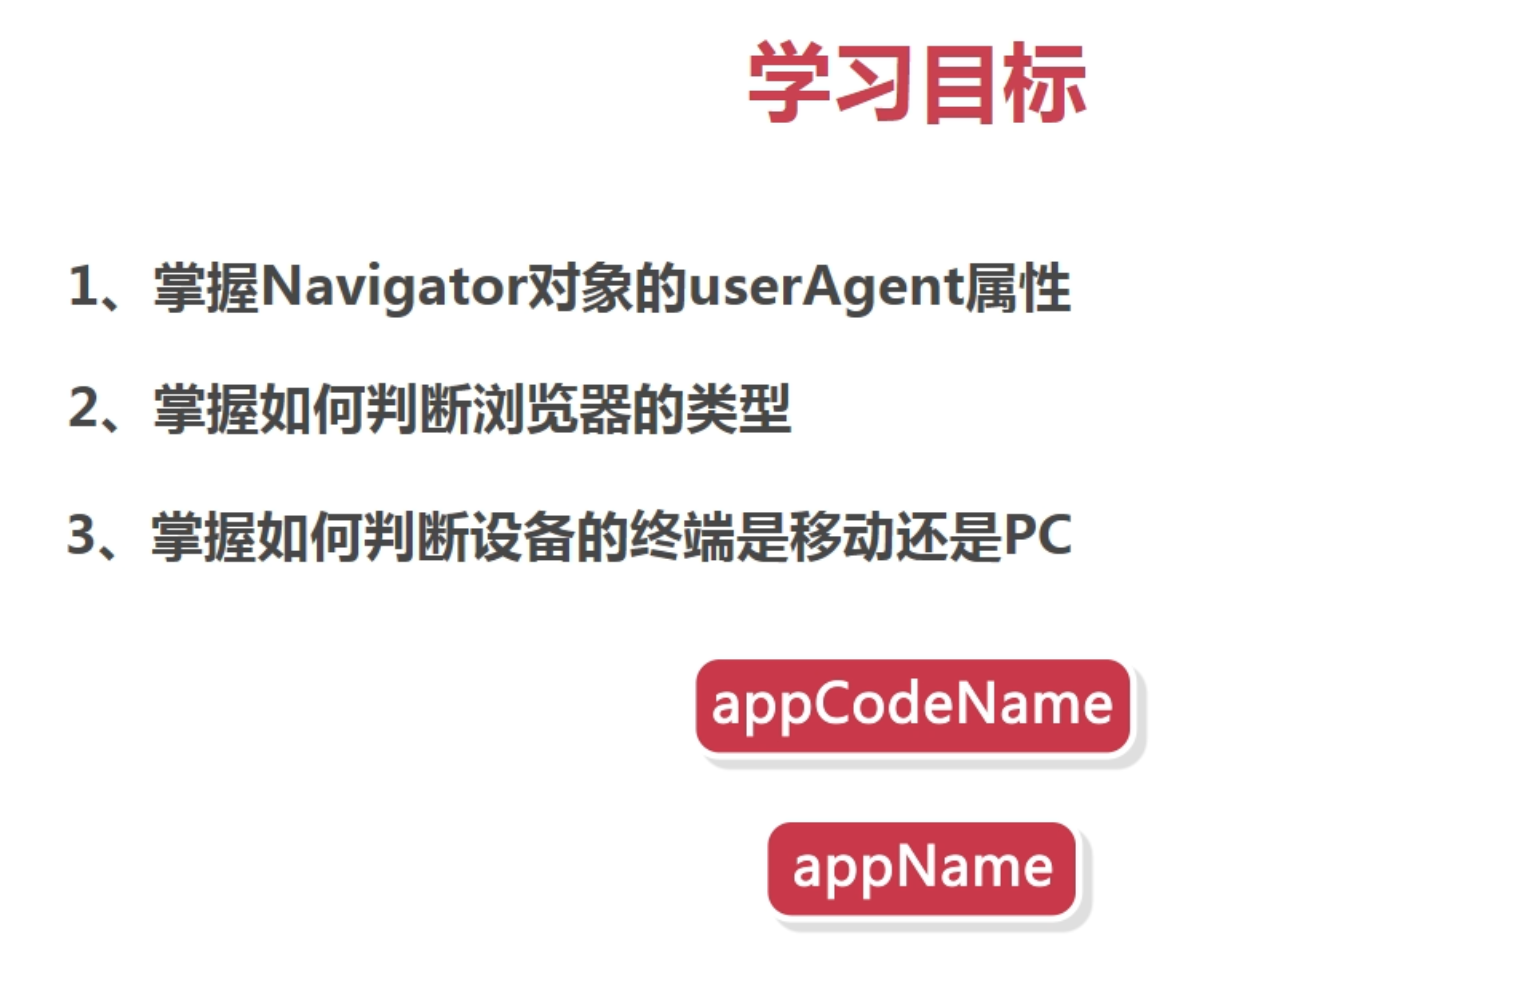 学习目标
1、掌握Navigator对象的userAgent属性
2、掌握如何判断浏览器的类型
3、掌握如何判断设备的终端是移动还是PC
appCodeName
appName